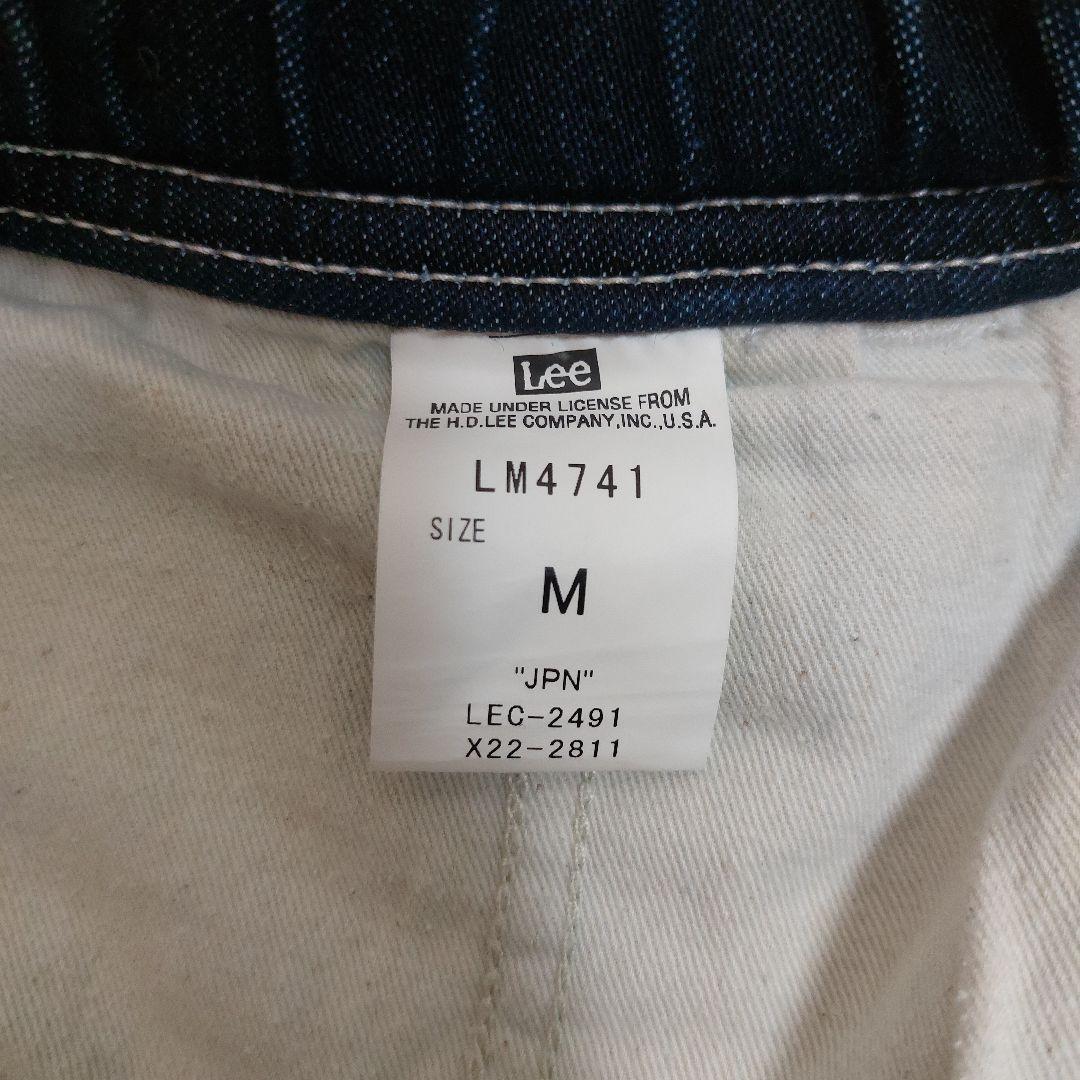 Lee
MADE UNDER LICENSE FROM
THE H.D.LEE COMPANY,INC.,U.S.A.
LM4741
SIZE
M
"JPN"
LEC-2491
X22-2811